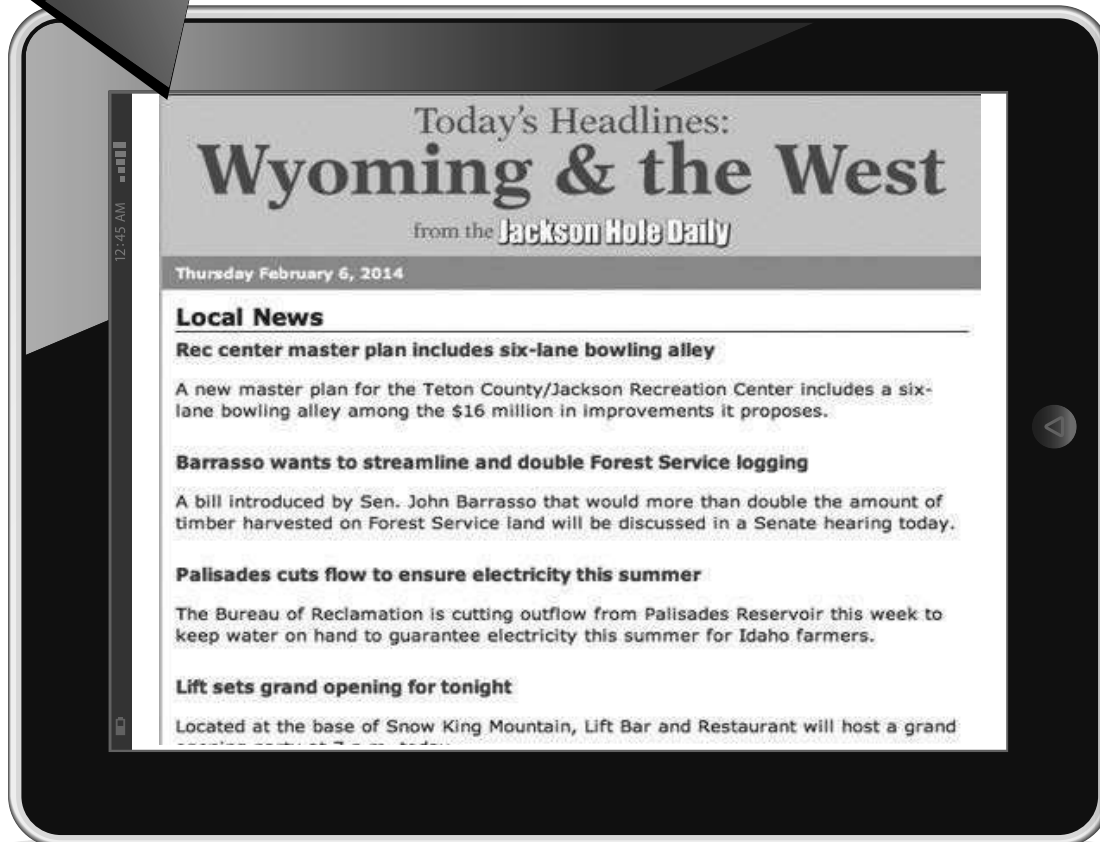 Today's Headlines:
Wyoming & the West
from the Jackson Hole Daily
12:45 AM
Thursday February 6, 2014
Local News
Rec center master plan includes six-lane bowling alley
A new master plan for the Teton County/Jackson Recreation Center includes a six-
lane bowling alley among the $16 million in improvements it proposes.
Barrasso wants to streamline and double Forest Service logging
A bill introduced by Sen. John Barrasso that would more than double the amount of
timber harvested on Forest Service land will be discussed in a Senate hearing today.
Palisades cuts flow to ensure electricity this summer
The Bureau of Reclamation is cutting outflow from Palisades Reservoir this week to
keep water on hand to guarantee electricity this summer for Idaho farmers.
Lift sets grand opening for tonight
Located at the base of Snow King Mountain, Lift Bar and Restaurant will host a grand
opening party at 7 p.m. today